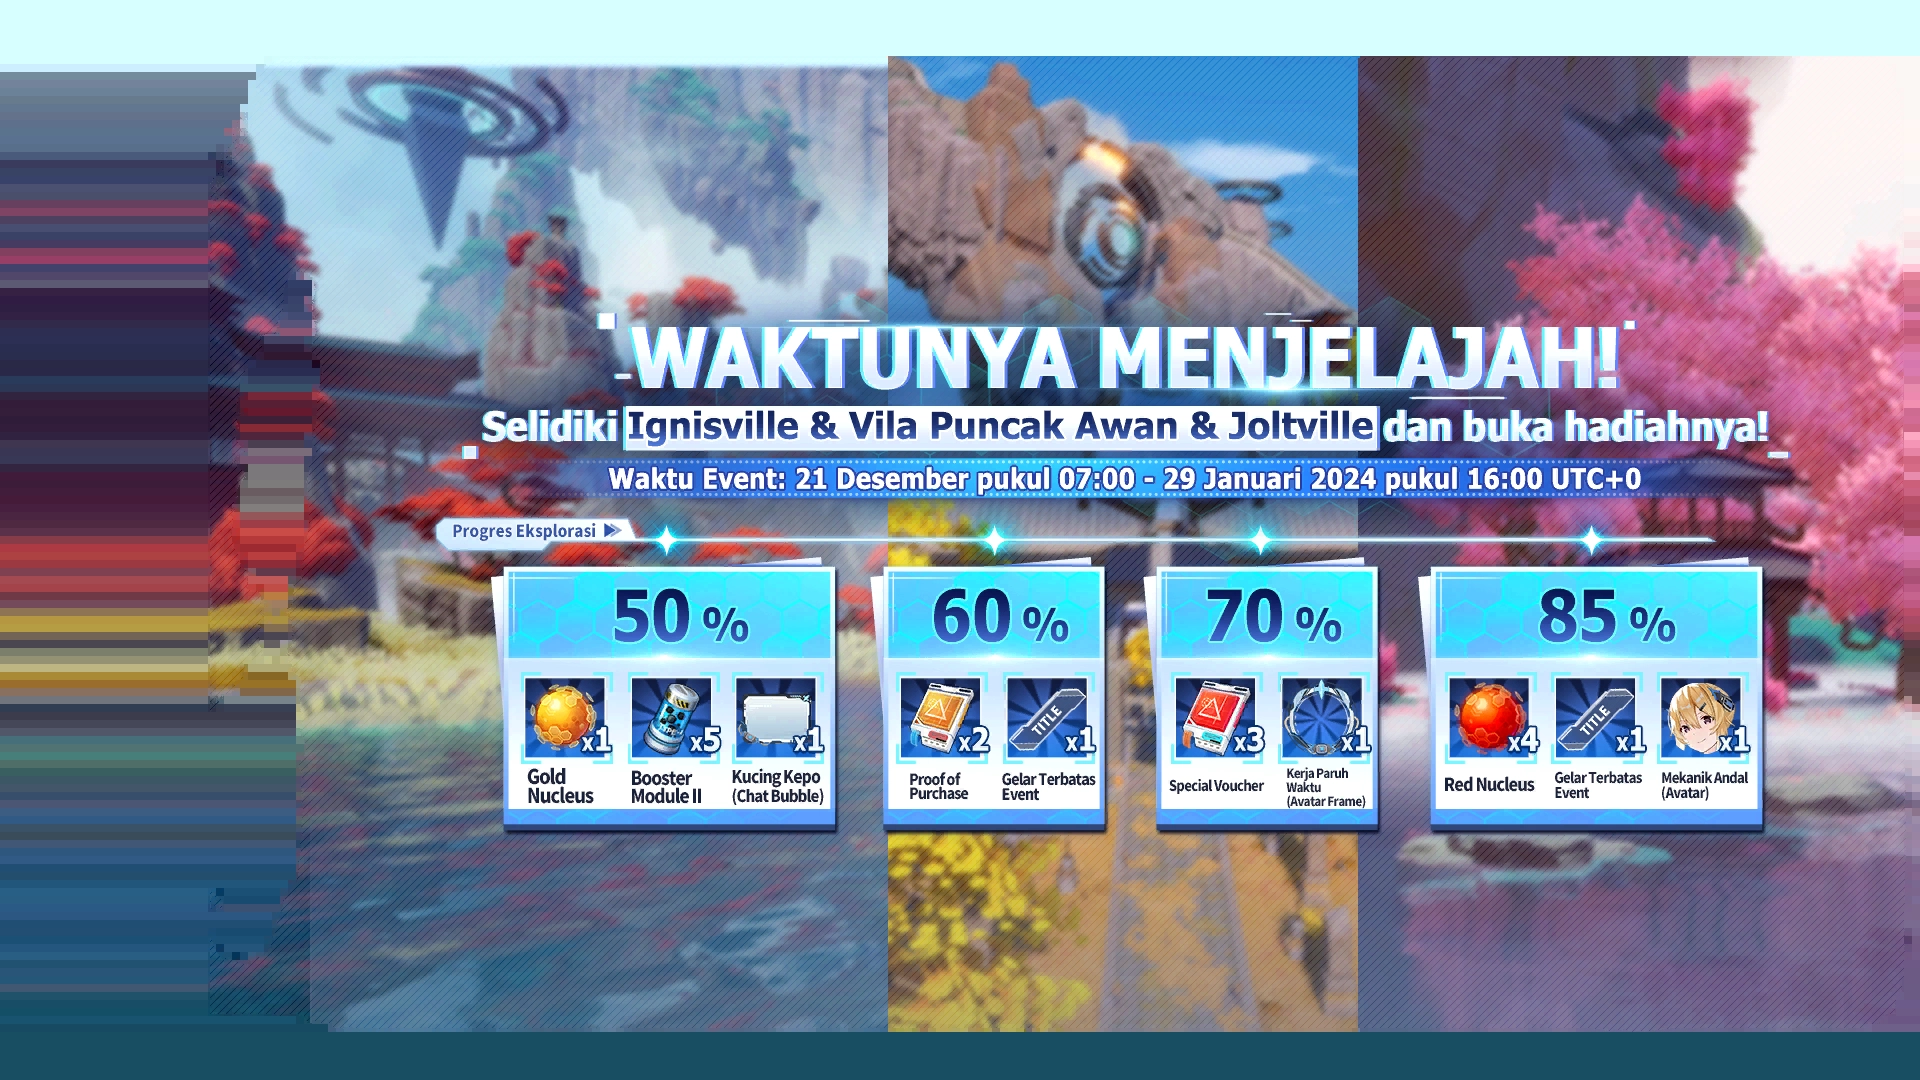 WAKTUNYA MENJELAJAH!
Selidiki Ignisville & Vila Puncak Awan & Joltville dan buka hadiahnya!
Waktu Event: 21 Desember pukul 07:00 - 29 Januari 2024 pukul 16:00 UTC+0
Progres Eksplorasi
50 %
x1
x5
x1
Gold
Nucleus
Booster
Module II
Kucing Kepo
(Chat Bubble)
60 %
x2
TITLE
x1
Proof of
Purchase
Gelar Terbatas
Event
70 %
x3
x1
Special Voucher
Kerja Paruh
Waktu
(Avatar Frame)
85 %
x4
TITLE
x1
x1
Red Nucleus
Gelar Terbatas
Event
Mekanik Andal
(Avatar)